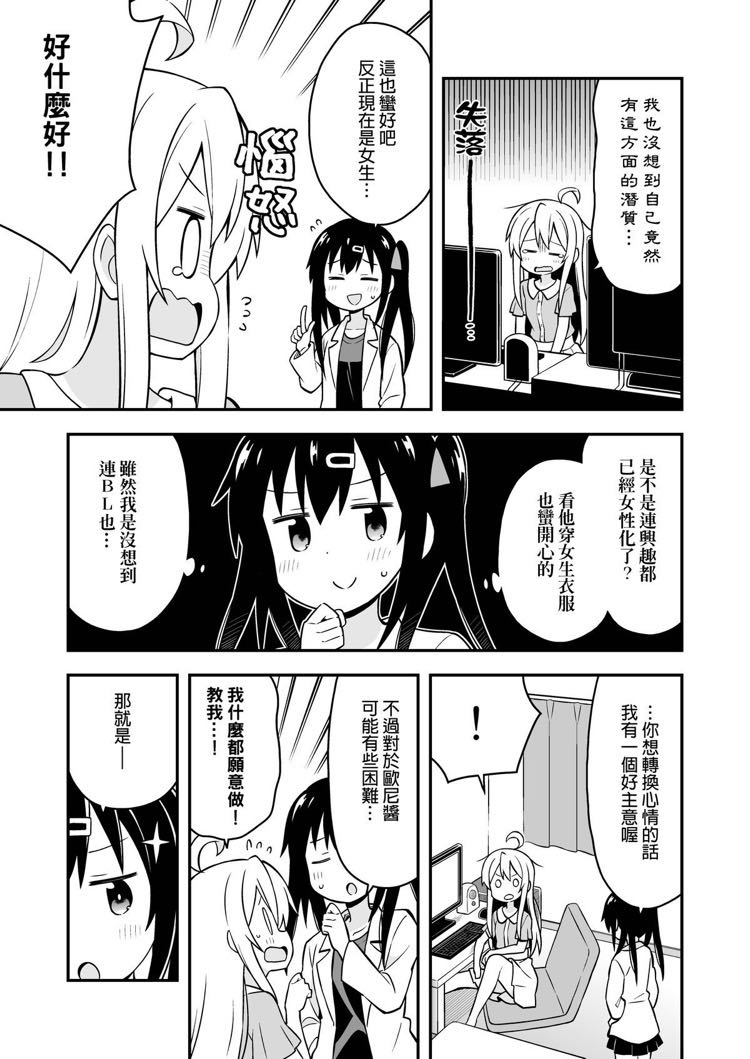 我也沒想到自己竟然
有這方面的潛質…
失落……
這也蠻好吧
反正現在是女生…
惱怒
好什麼好!!
是不是連興趣都
已經女性化了?
看他穿女生衣服
也蠻開心的
雖然我是沒想到
連BL也…
…你想轉換心情的話
我有一個好主意喔
!
不過對於歐尼醬
可能有些困難…
我什麼都願意做!
教我…!
那就是—